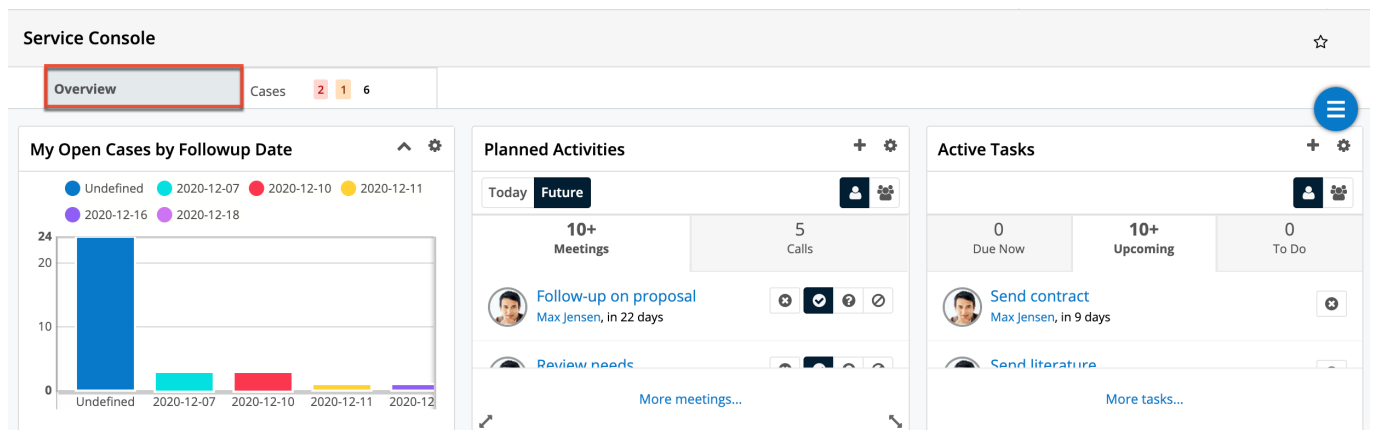 Service Console
Overview
Cases 2 1 6
My Open Cases by Followup Date
Undefined 2020-12-07 2020-12-10 2020-12-11
2020-12-16 2020-12-18
24
20
10
0
Undefined 2020-12-07 2020-12-10 2020-12-11 2020-12
Planned Activities
Today Future
10+ 5
Meetings Calls
Follow-up on proposal
Max Jensen, in 22 days
Review needs
More meetings...
Active Tasks
0 10+ 0
Due Now Upcoming To Do
Send contract
Max Jensen, in 9 days
Send literature
More tasks...